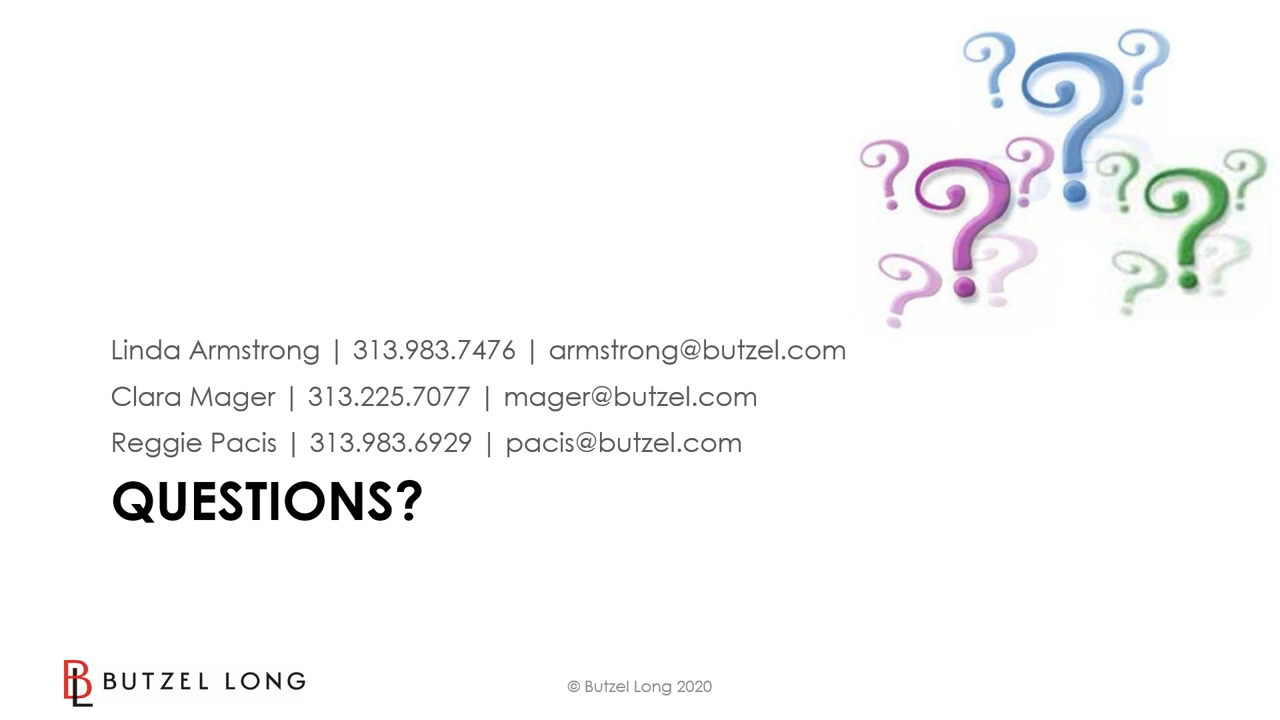 Linda Armstrong | 313.983.7476 | armstrong@butzel.com
Clara Mager | 313.225.7077 | mager@butzel.com
Reggie Pacis | 313.983.6929 | pacis@butzel.com
QUESTIONS?
BL BUTZEL LONG
© Butzel Long 2020